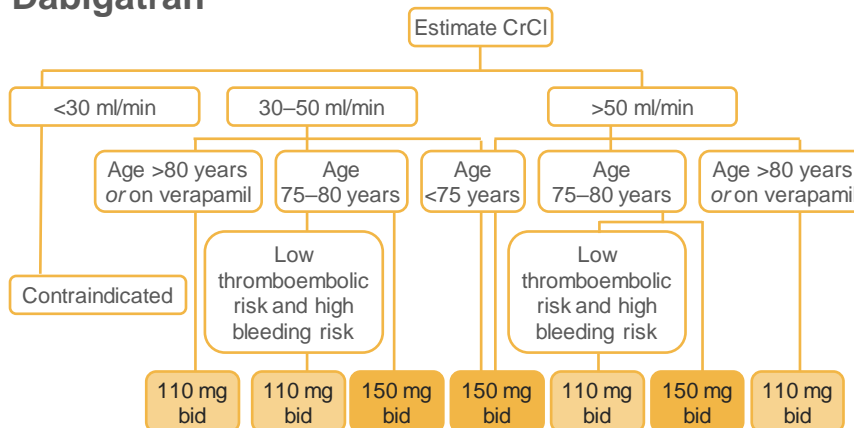 Dabigatran
Estimate CrCl
<30 ml/min
30–50 ml/min
>50 ml/min
Age >80 years
or on verapamil
Age
75–80 years
Age
<75 years
Age
75–80 years
Age >80 years
or on verapami
Low
thromboembolic
risk and high
bleeding risk
Low
thromboembolic
risk and high
bleeding risk
Contraindicated
110 mg
bid
110 mg
bid
150 mg
bid
150 mg
bid
110 mg
bid
150 mg
bid
110 mg
bid